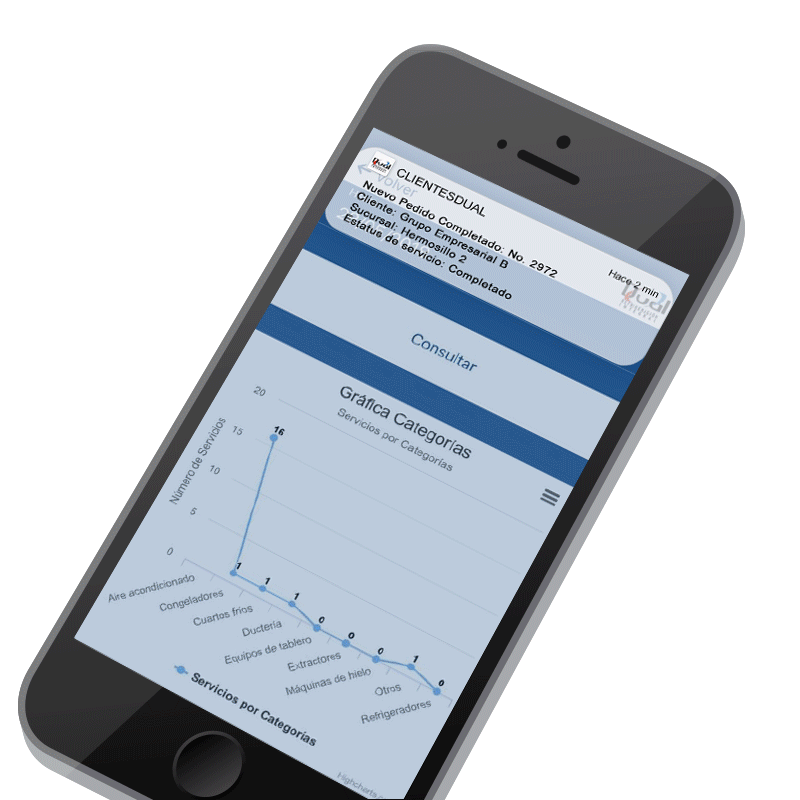 CLIENTESDUAL
Volver
Nuevo Pedido Completado: No. 2972
Cliente: Grupo Empresarial B
Sucursal: Hermosillo 2
Estatus de servicio: Completado
Hace 2 min
Dual
Consultar
Gráfica Categorías
Servicios por Categorías
Número de Servicios
20
15
10
5
0
16
1
1
1
0
0
0
1
0
Aire acondicionado
Congeladores
Cuartos fríos
Ductería
Equipos de tablero
Extractores
Máquinas de hielo
Otros
Refrigeradores
Servicios por Categorías